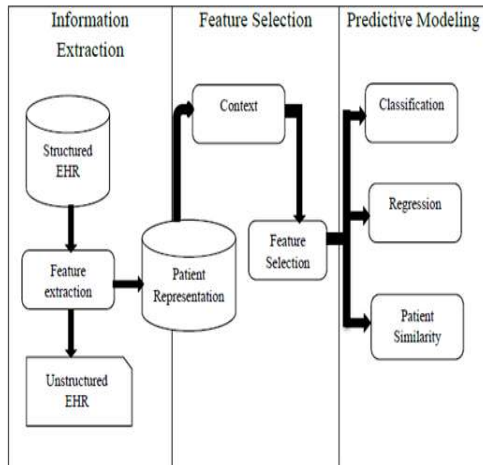 Information
Extraction
Feature Selection
Predictive Modeling
Structured
EHR
Feature
extraction
Unstructured
EHR
Patient
Representation
Context
Feature
Selection
Classification
Regression
Patient
Similarity